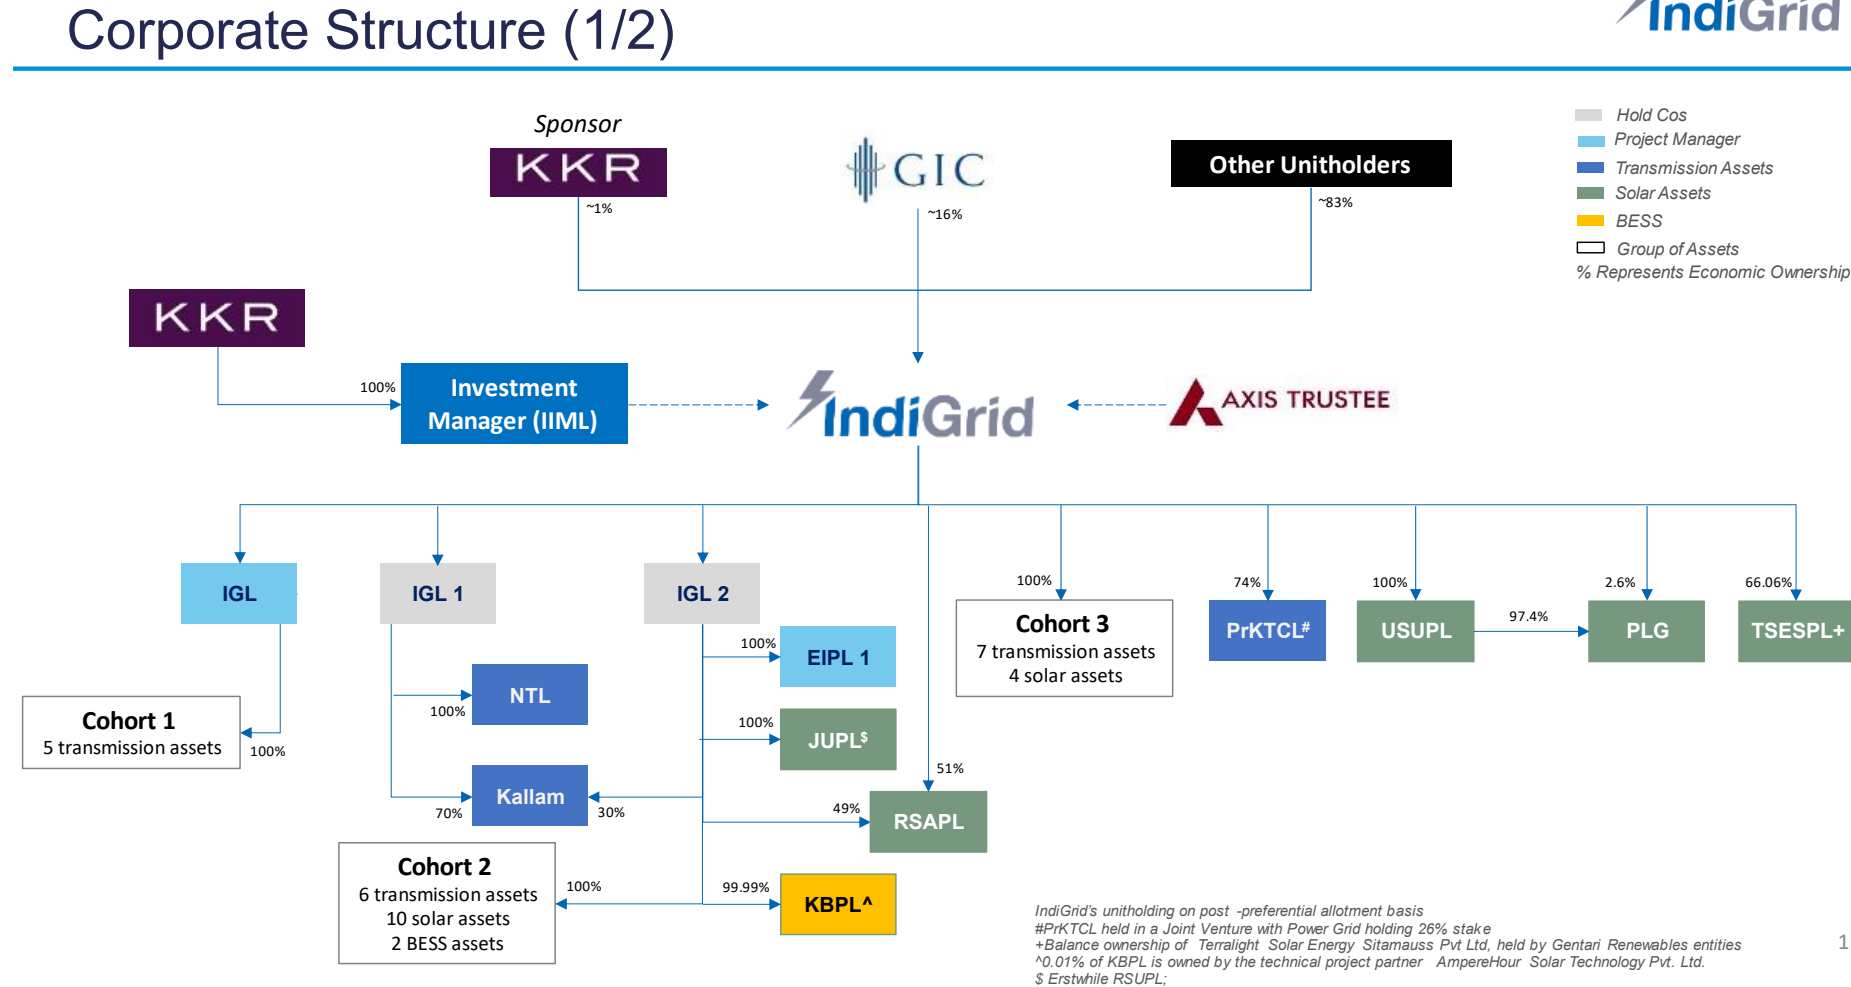 Corporate Structure (1/2)
IndiGrid
Sponsor
KKR
GIC
Other Unitholders
~1%
~16%
~83%
Hold Cos
Project Manager
Transmission Assets
Solar Assets
BESS
Group of Assets
% Represents Economic Ownership
KKR
100%
Investment
Manager (IIML)
IndiGrid
AXIS TRUSTEE
IGL
IGL 1
IGL 2
100%
Cohort 3
7 transmission assets
4 solar assets
74%
PrKTCL#
100%
USUPL
97.4%
2.6%
PLG
66.06%
TSESPL+
100%
EIPL 1
NTL
100%
Cohort 1
5 transmission assets
100%
100%
JUPL$
Kallam
70%
30%
51%
49%
RSAPL
Cohort 2
6 transmission assets
10 solar assets
2 BESS assets
100%
99.99%
KBPL^
IndiGrid's unitholding on post -preferential allotment basis
#PrKTCL held in a Joint Venture with Power Grid holding 26% stake
+Balance ownership of Terralight Solar Energy Sitamauss Pvt Ltd, held by Gentari Renewables entities
^0.01% of KBPL is owned by the technical project partner AmpereHour Solar Technology Pvt. Ltd.
$ Erstwhile RSUPL;
1